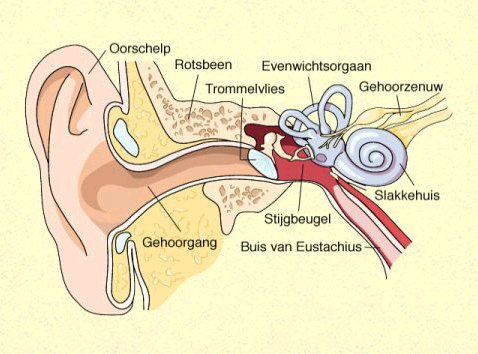 Oorschelp
Rotsbeen
Evenwichtsorgaan
Trommelvlies
Gehoorzenuw
Slakkehuis
Stijgbeugel
Gehoorgang
Buis van Eustachius